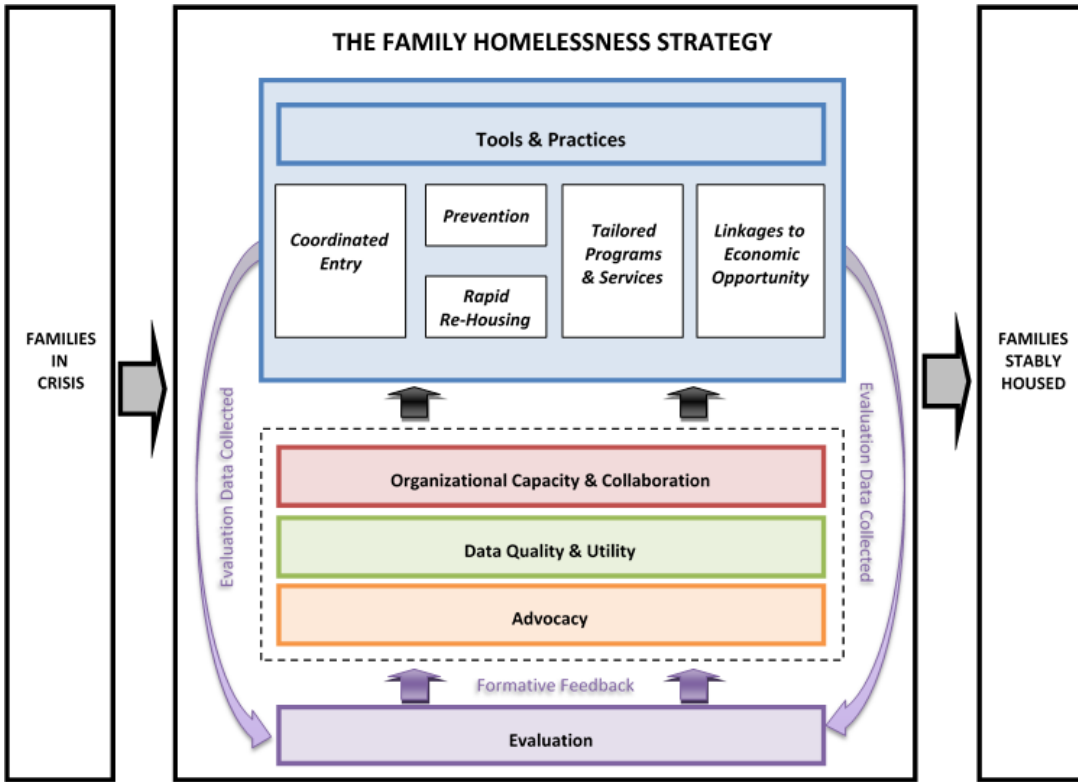 THE FAMILY HOMELESSNESS STRATEGY
Tools & Practices
Coordinated
Entry
Prevention
Rapid
Re-Housing
Tailored
Programs
& Services
Linkages to
Economic
Opportunity
FAMILIES
IN
CRISIS
FAMILIES
STABLY
HOUSED
Evaluation Data Collected
Evaluation Data Collected
Organizational Capacity & Collaboration
Data Quality & Utility
Advocacy
Formative Feedback
Evaluation